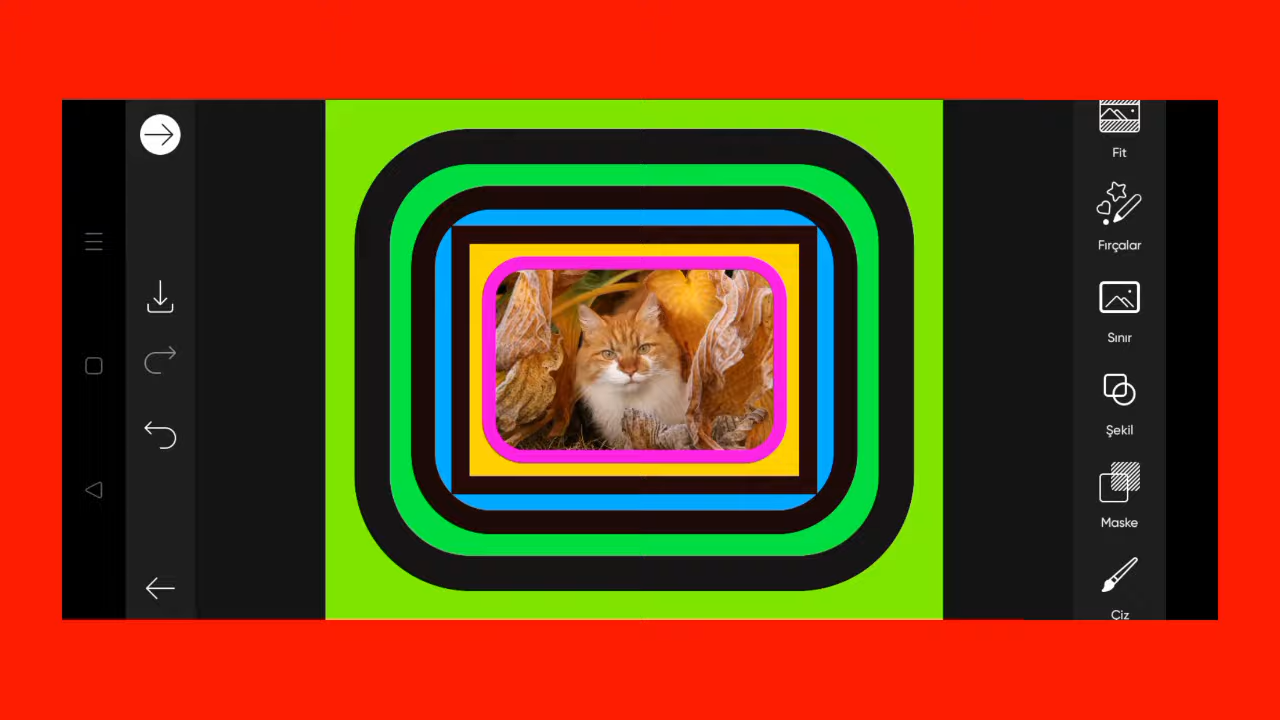 Fit
Fırçalar
Sınır
Şekil
Maske
Çiz